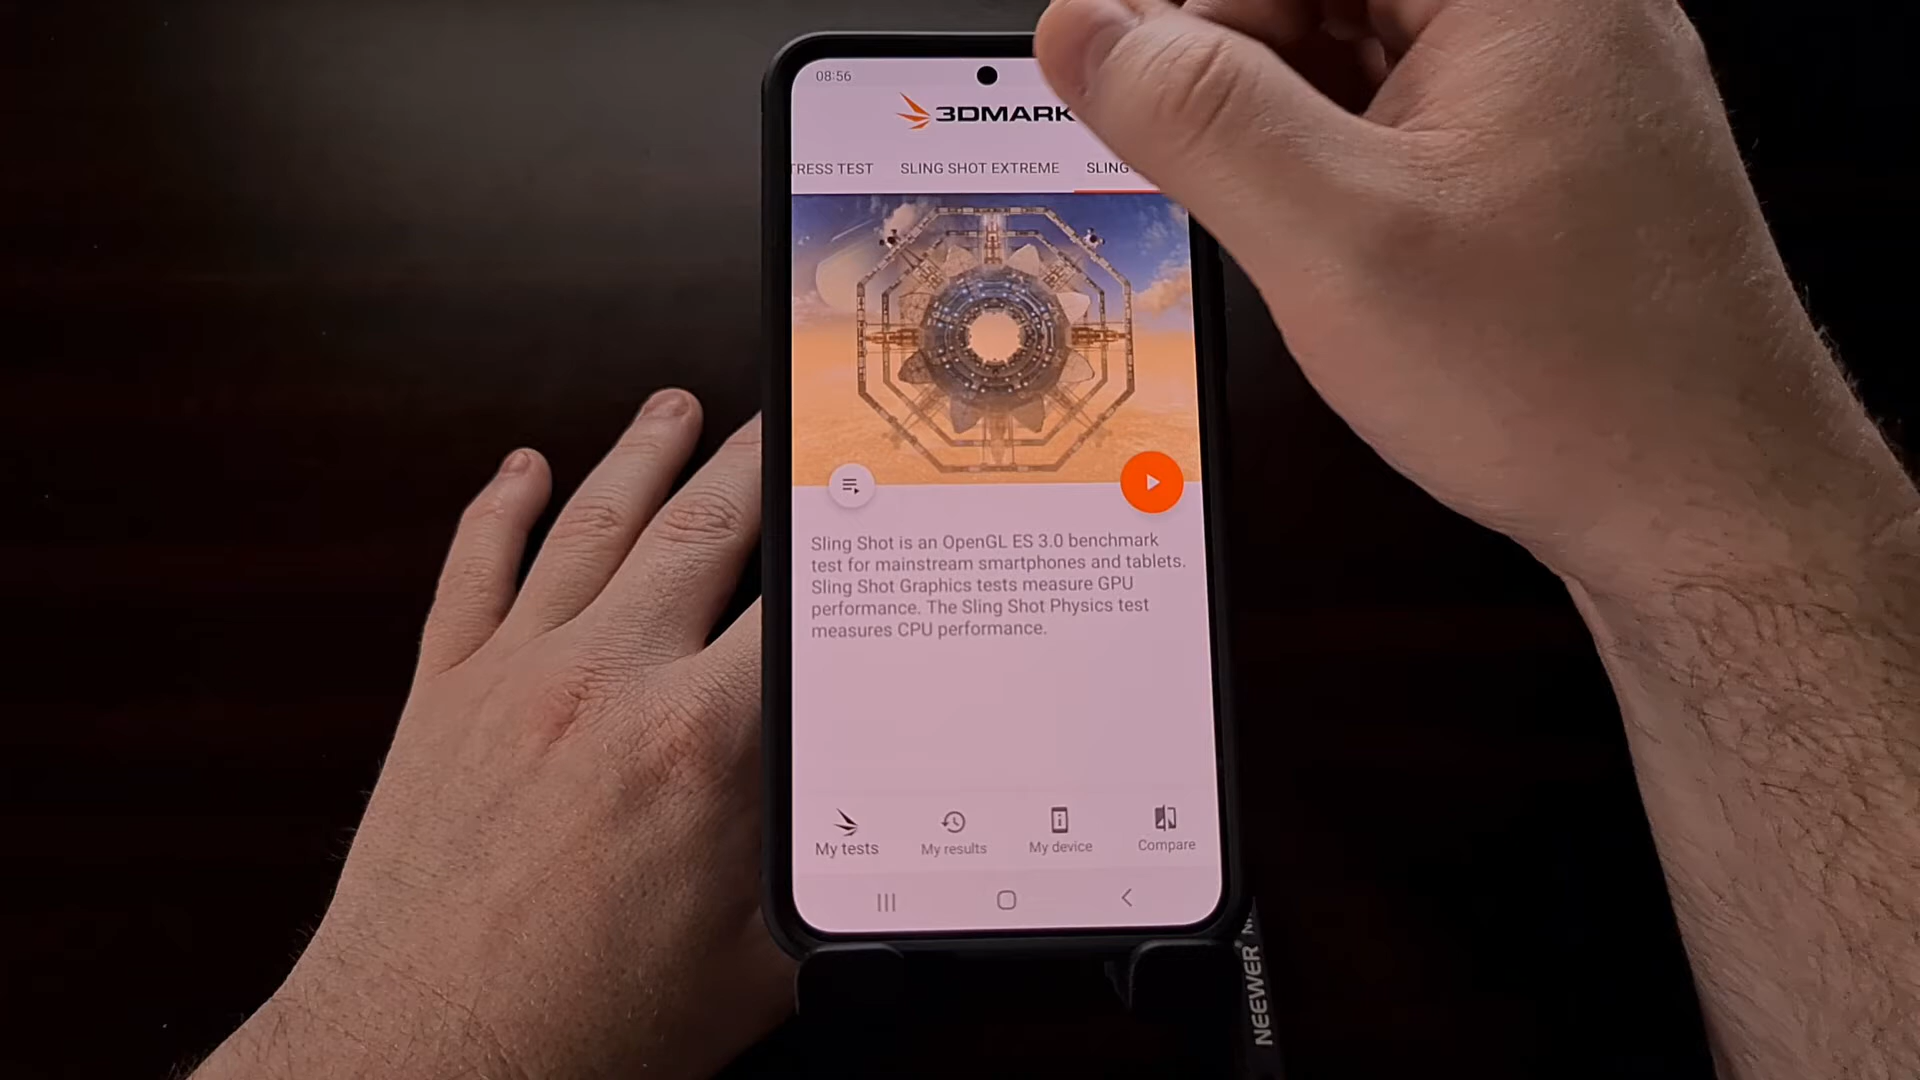 08:56
3DMARK
TRESS TEST SLING SHOT EXTREME SLING
Sling Shot is an OpenGL ES 3.0 benchmark
test for mainstream smartphones and tablets.
Sling Shot Graphics tests measure GPU
performance. The Sling Shot Physics test
measures CPU performance.
My tests My results My device Compare
NEEWER®